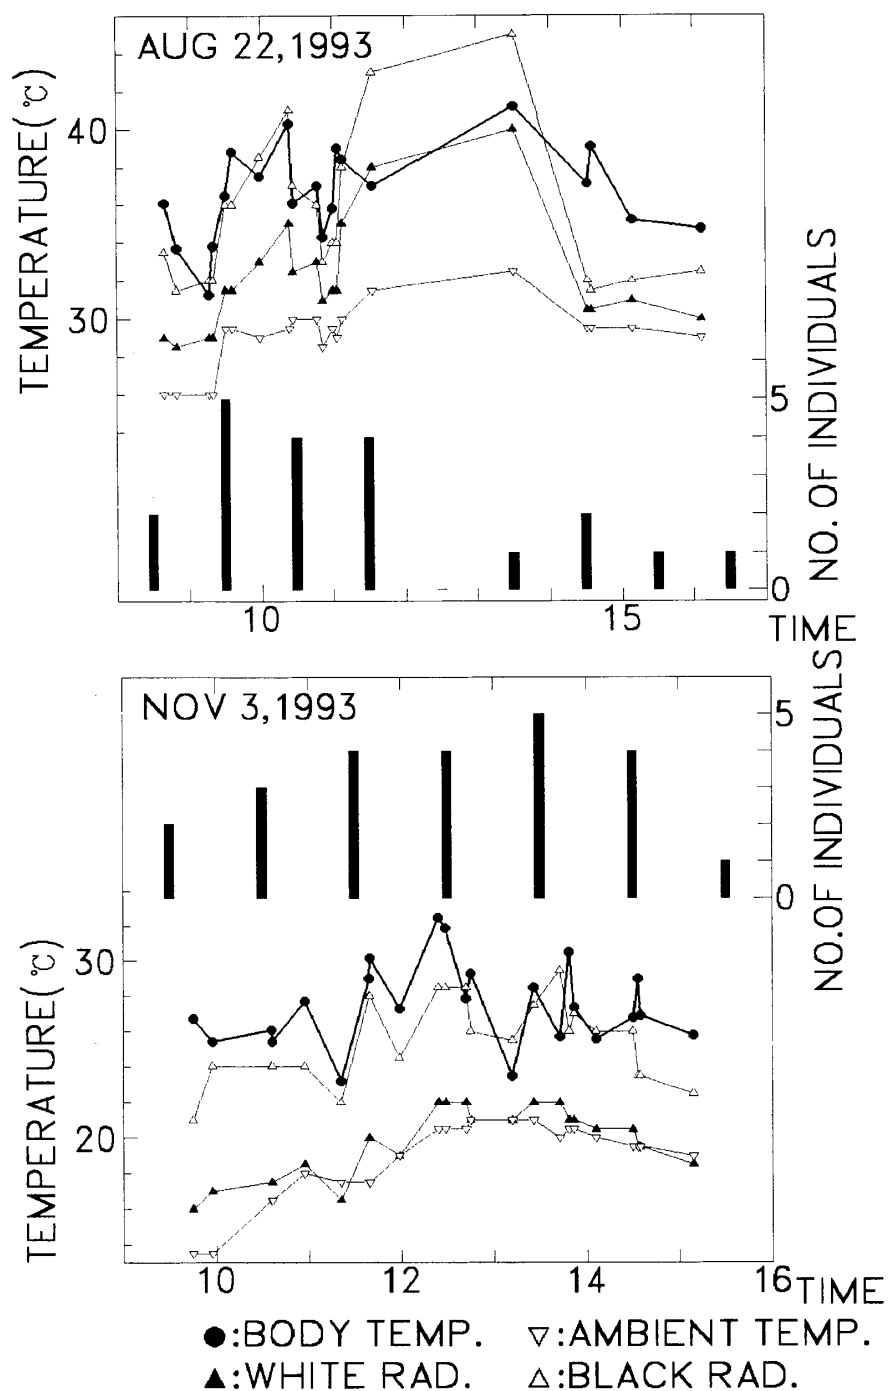 AUG 22,1993
TEMPERATURE(℃)
40
30
NO. OF INDIVIDUALS
5
0
10
15
TIME
NOV 3,1993
NO.OF INDIVIDUALS
5
0
TEMPERATURE(℃)
30
20
10
12
14
16
TIME
●:BODY TEMP. ▽:AMBIENT TEMP.
▲:WHITE RAD. △:BLACK RAD.